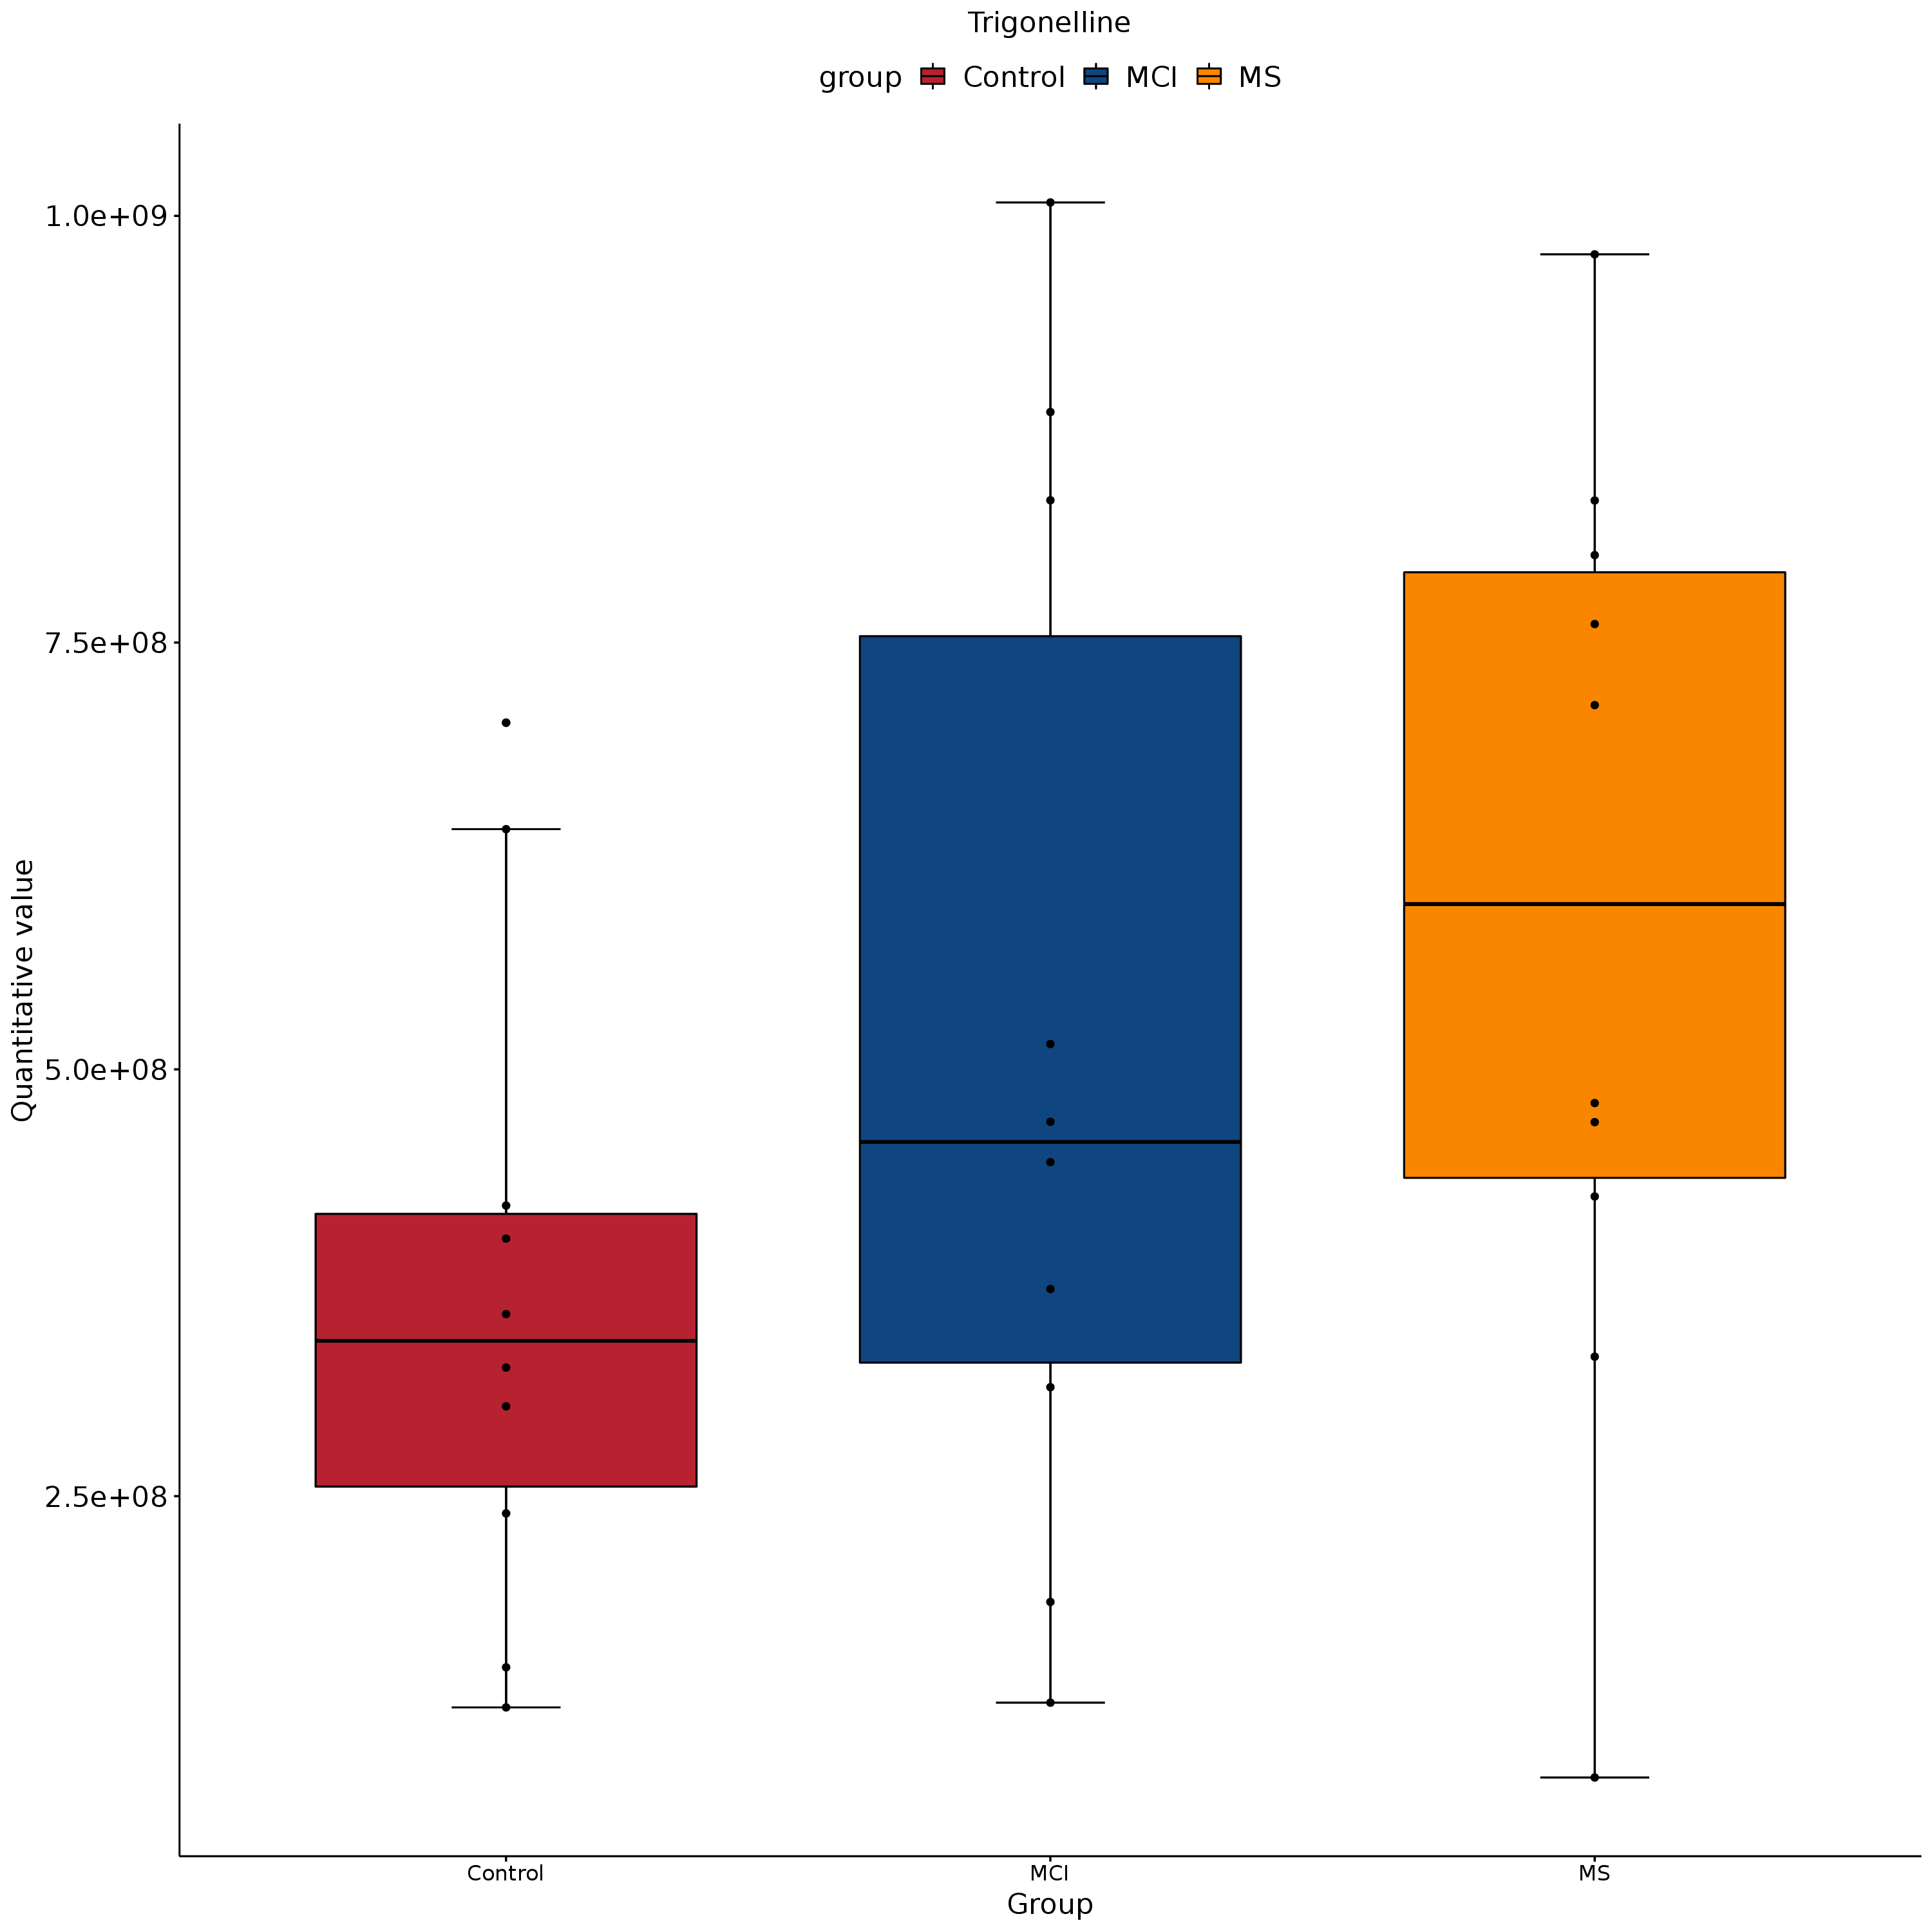 Trigonelline
group Control MCI MS
Quantitative value
1.0e+09
7.5e+08
5.0e+08
2.5e+08
Control MCI MS
Group